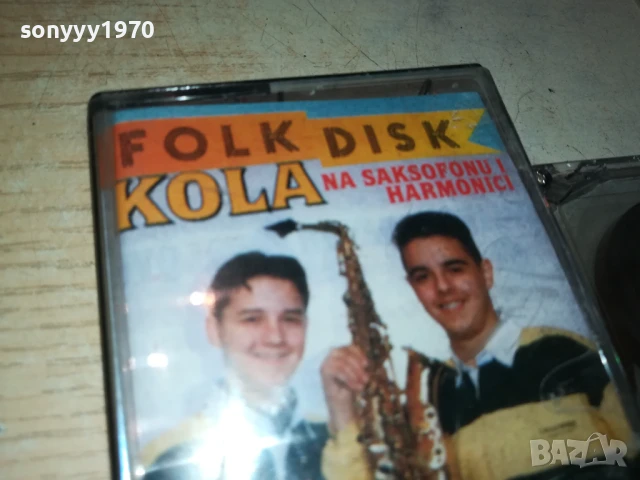 sonyyy1970
FOLK DISK
KOLA NA SAKSOFONU I
HARMONICI
BAZAR